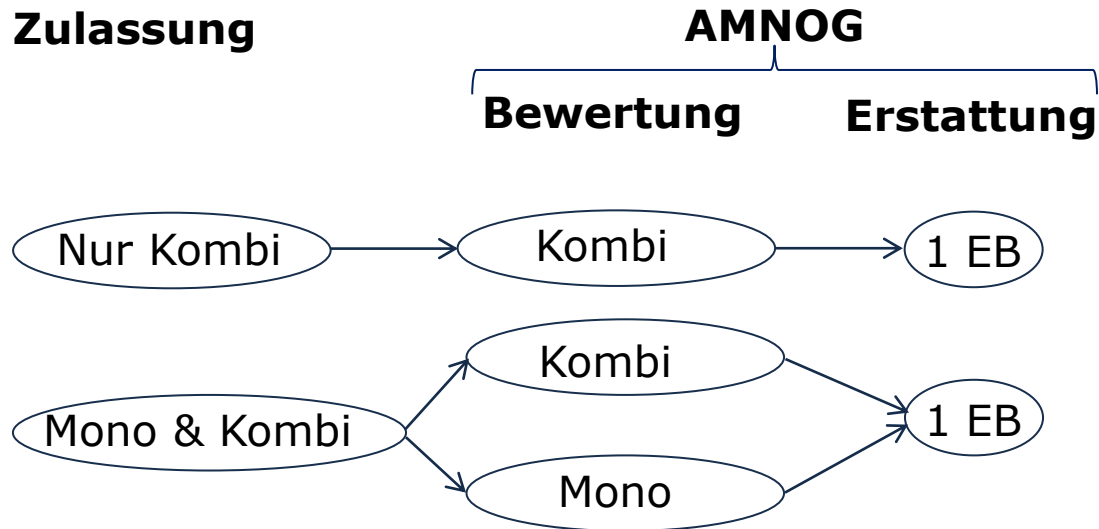 Zulassung
AMNOG
Bewertung
Erstattung
Nur Kombi
Kombi
1 EB
Mono & Kombi
Kombi
Mono
1 EB